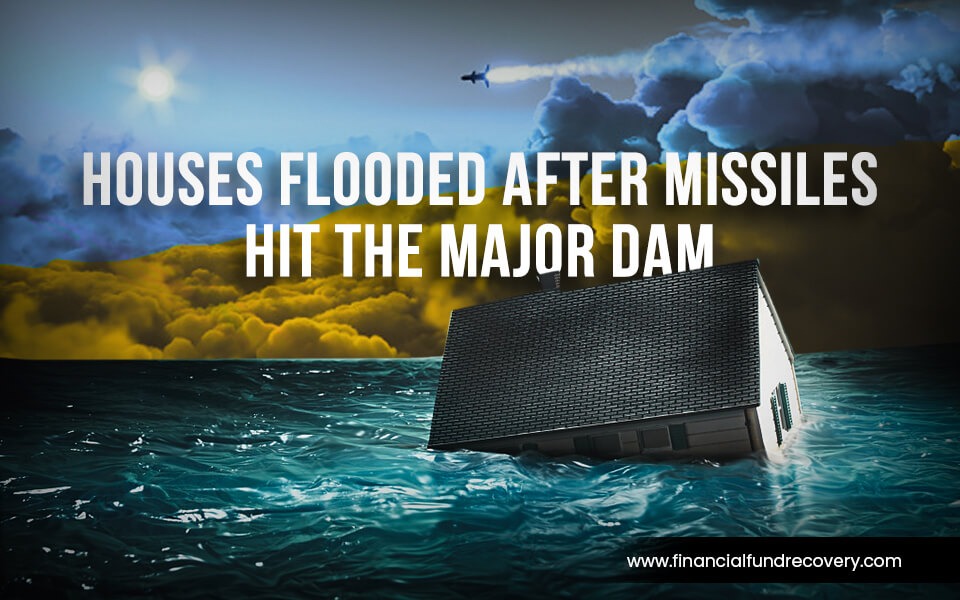 HOUSES FLOODED AFTER MISSILES
HIT THE MAJOR DAM
www.financialfundrecovery.com